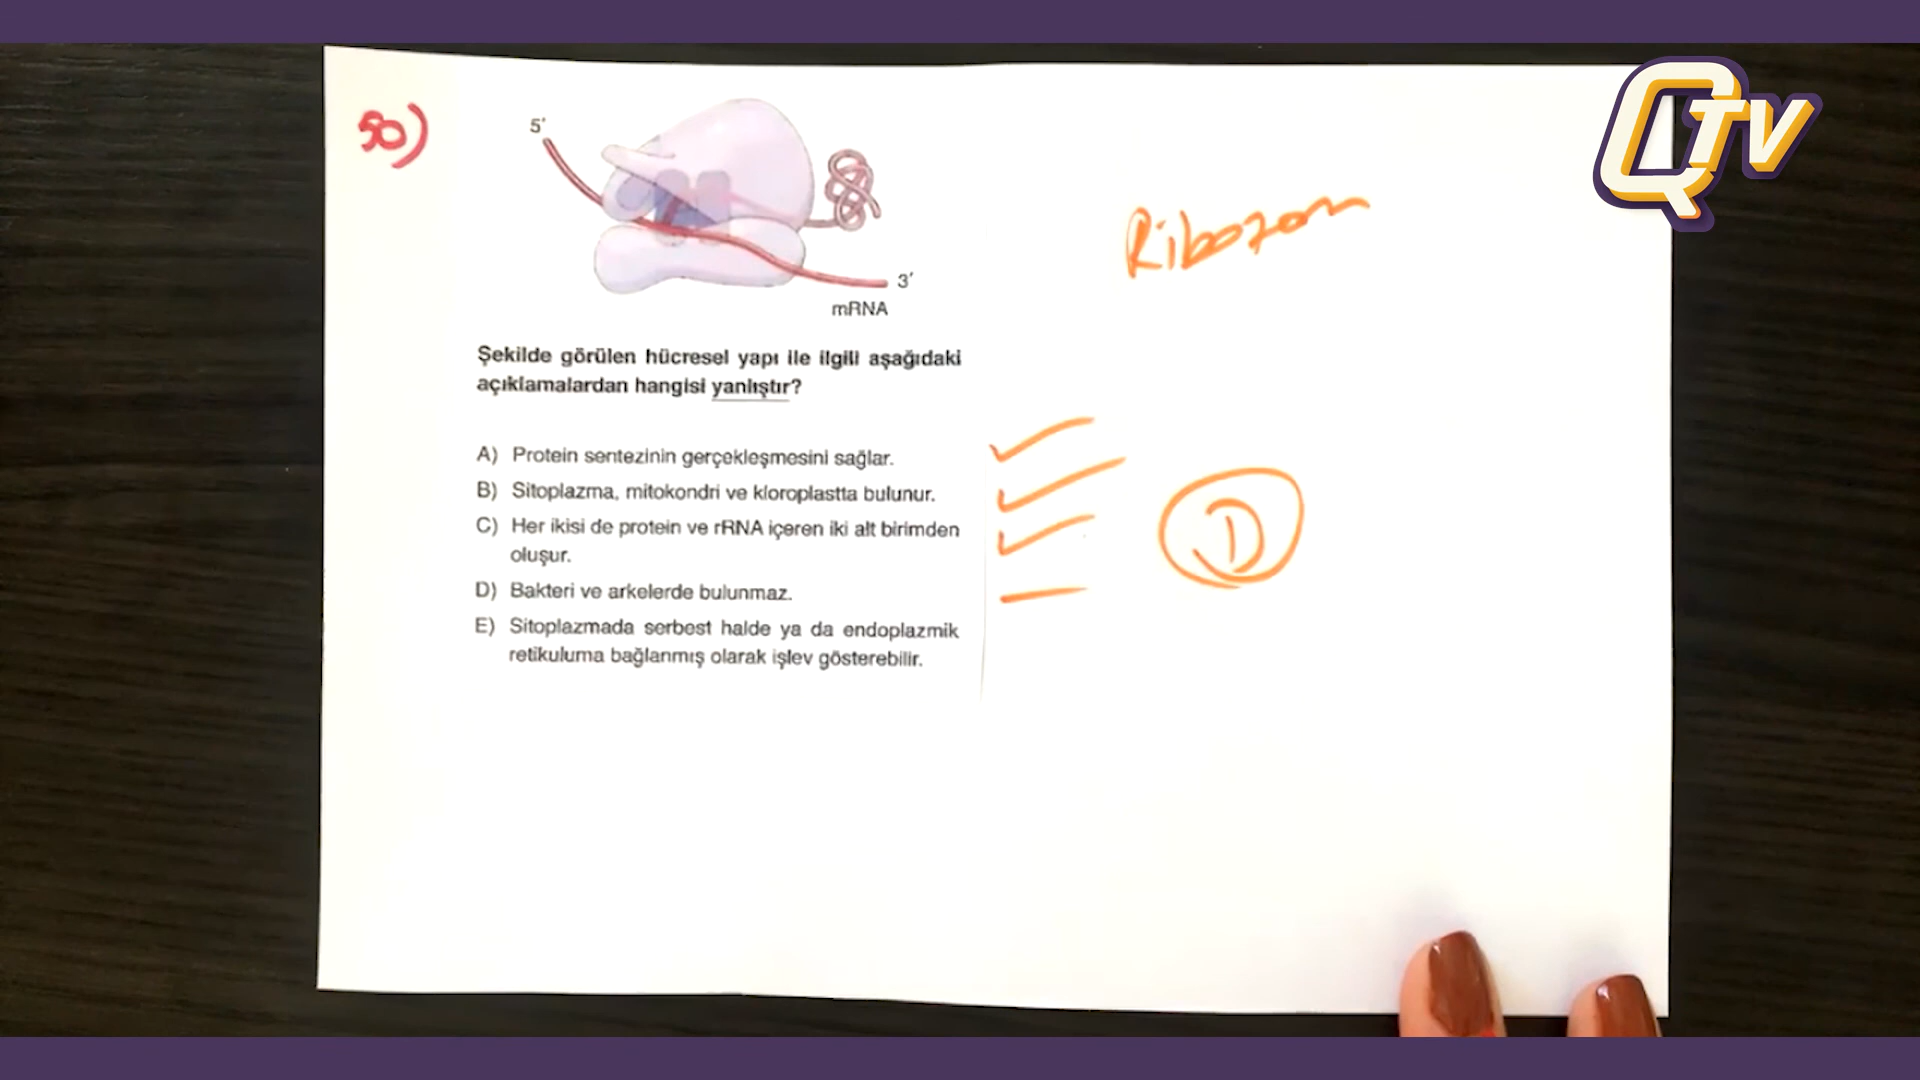 QTV
50)
5'
3'
mRNA
Ribozom
Şekilde görülen hücresel yapı ile ilgili aşağıdaki
açıklamalardan hangisi yanlıştır?
A) Protein sentezinin gerçekleşmesini sağlar.
B) Sitoplazma, mitokondri ve kloroplastta bulunur.
C) Her ikisi de protein ve rRNA içeren iki alt birimden
oluşur.
D) Bakteri ve arkelerde bulunmaz.
E) Sitoplazmada serbest halde ya da endoplazmik
retikuluma bağlanmış olarak işlev gösterebilir.
D